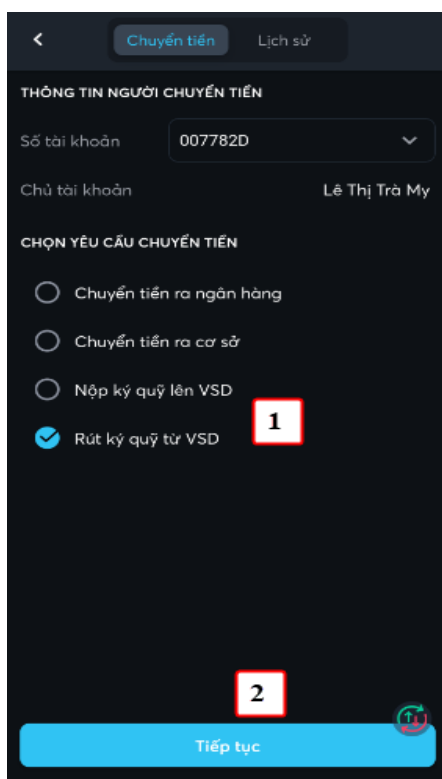 Chuyển tiền Lịch sử
THÔNG TIN NGƯỜI CHUYỂN TIỀN
Số tài khoản 007782D
Chủ tài khoản Lê Thị Trà My
CHỌN YÊU CẦU CHUYỂN TIỀN
Chuyển tiền ra ngân hàng
Chuyển tiền ra cơ sở
Nộp ký quỹ lên VSD
1
Rút ký quỹ từ VSD
2
Tiếp tục